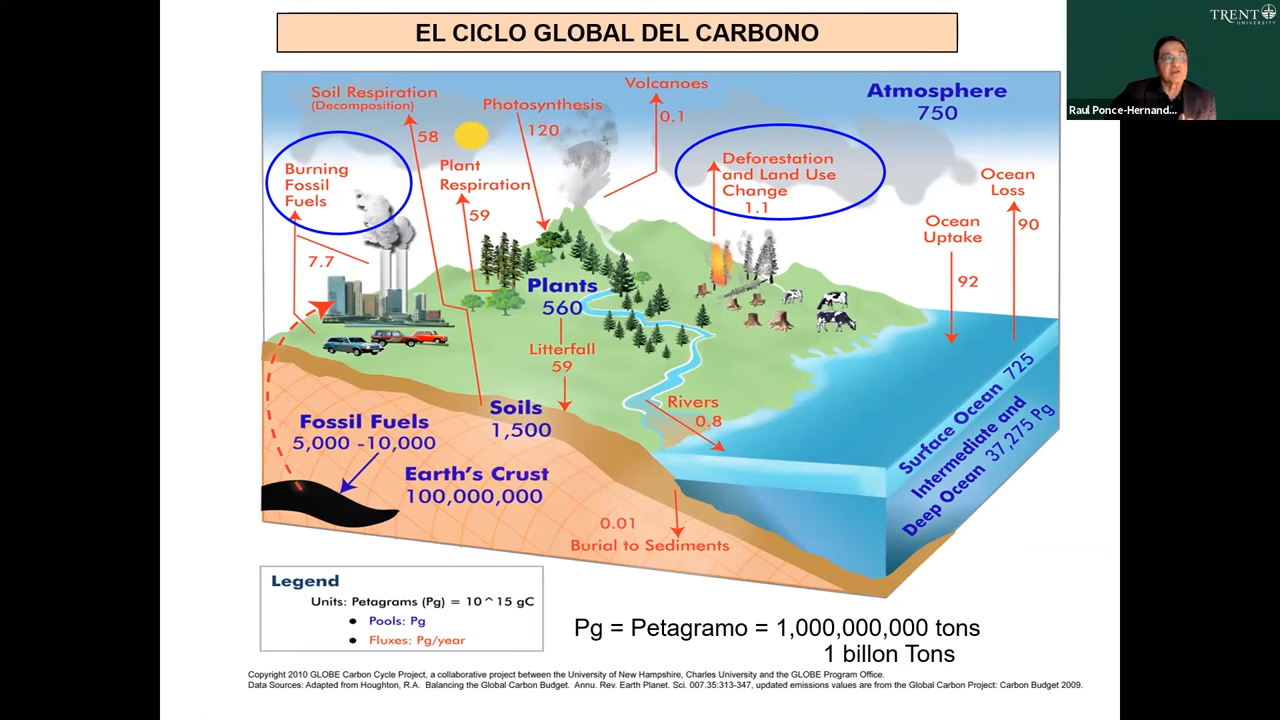 EL CICLO GLOBAL DEL CARBONO
TRENT
UNIVERSITY
Raul Ponce-Hernand...
Soil Respiration
(Decomposition)
58
Photosynthesis
120
Volcanoes
0.1
Atmosphere
750
Burning
Fossil
Fuels
7.7
Plant
Respiration
59
Deforestation
and Land Use
Change
1.1
Ocean
Loss
90
Ocean
Uptake
92
Plants
560
Litterfall
59
Rivers
0.8
Soils
1,500
Fossil Fuels
5,000 -10,000
Earth's Crust
100,000,000
Surface Ocean 725
Intermediate and
Deep Ocean 37,275 Pg
0.01
Burial to Sediments
Legend
Units: Petagrams (Pg) = 10^15 gC
• Pools: Pg
• Fluxes: Pg/year
Pg = Petagramo = 1,000,000,000 tons
1 billon Tons
Copyright 2010 GLOBE Carbon Cycle Project, a collaborative project between the University of New Hampshire, Charles University and the GLOBE Program Office.
Data Sources: Adapted from Houghton, R.A. Balancing the Global Carbon Budget. Annu. Rev. Earth Planet. Sci. 007.35:313-347, updated emissions values are from the Global Carbon Project: Carbon Budget 2009.